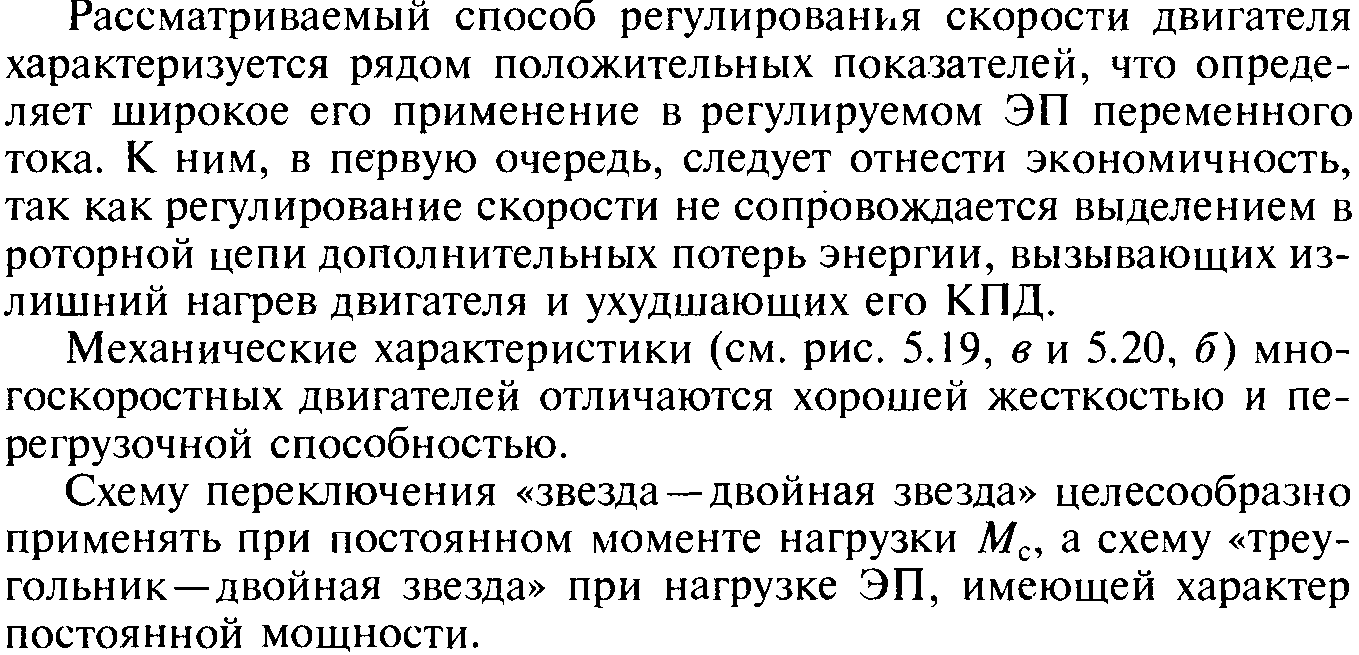 Рассматриваемый способ регулирования скорости двигателя
характеризуется рядом положительных показателей, что опреде-
ляет широкое его применение в регулируемом ЭП переменного
тока. К ним, в первую очередь, следует отнести экономичность,
так как регулирование скорости не сопровождается выделением в
роторной цепи дополнительных потерь энергии, вызывающих из-
лишний нагрев двигателя и ухудшающих его КПД.
Механические характеристики (см. рис. 5.19, в и 5.20, б) мно-
госкоростных двигателей отличаются хорошей жесткостью и пе-
регрузочной способностью.
Схему переключения «звезда — двойная звезда» целесообразно
применять при постоянном моменте нагрузки Mс, а схему «треу-
гольник — двойная звезда» при нагрузке ЭП, имеющей характер
постоянной мощности.